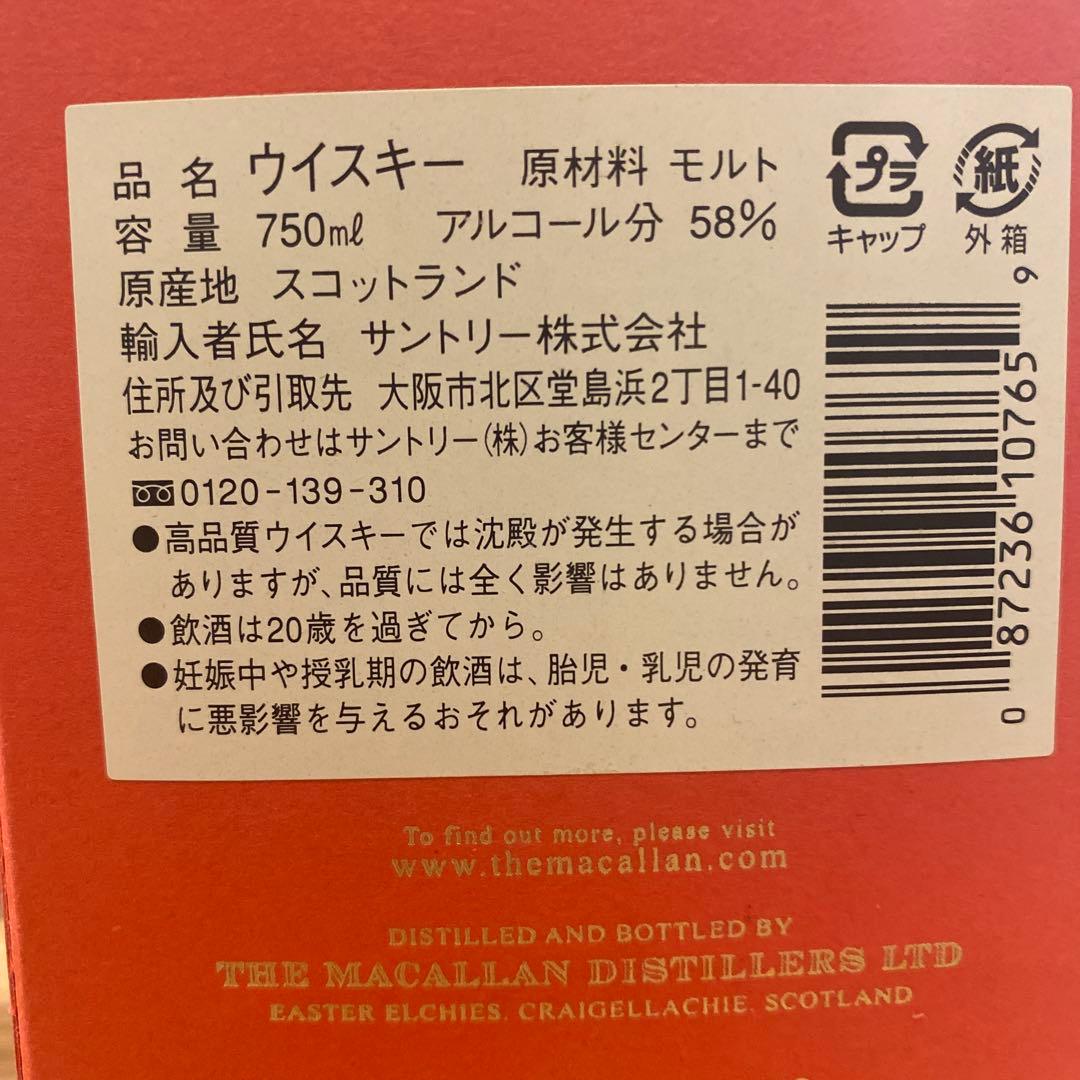 品 名 ウイスキー 原材料 モルト
容 量 750㎖ アルコール分 58%
原産地 スコットランド
輸入者氏名 サントリー株式会社
住所及び引取先 大阪市北区堂島浜2丁目1-40
お問い合わせはサントリー(株)お客様センターまで
0120-139-310
●高品質ウイスキーでは沈殿が発生する場合が
ありますが、品質には全く影響はありません。
●飲酒は20歳を過ぎてから。
●妊娠中や授乳期の飲酒は、胎児・乳児の発育
に悪影響を与えるおそれがあります。
プラ
キャップ
紙
外 箱
0 87236 10765 9
To find out more, please visit
www.themacallan.com
DISTILLED AND BOTTLED BY
THE MACALLAN DISTILLERS LTD
EASTER ELCHIES, CRAIGELLACHIE, SCOTLAND